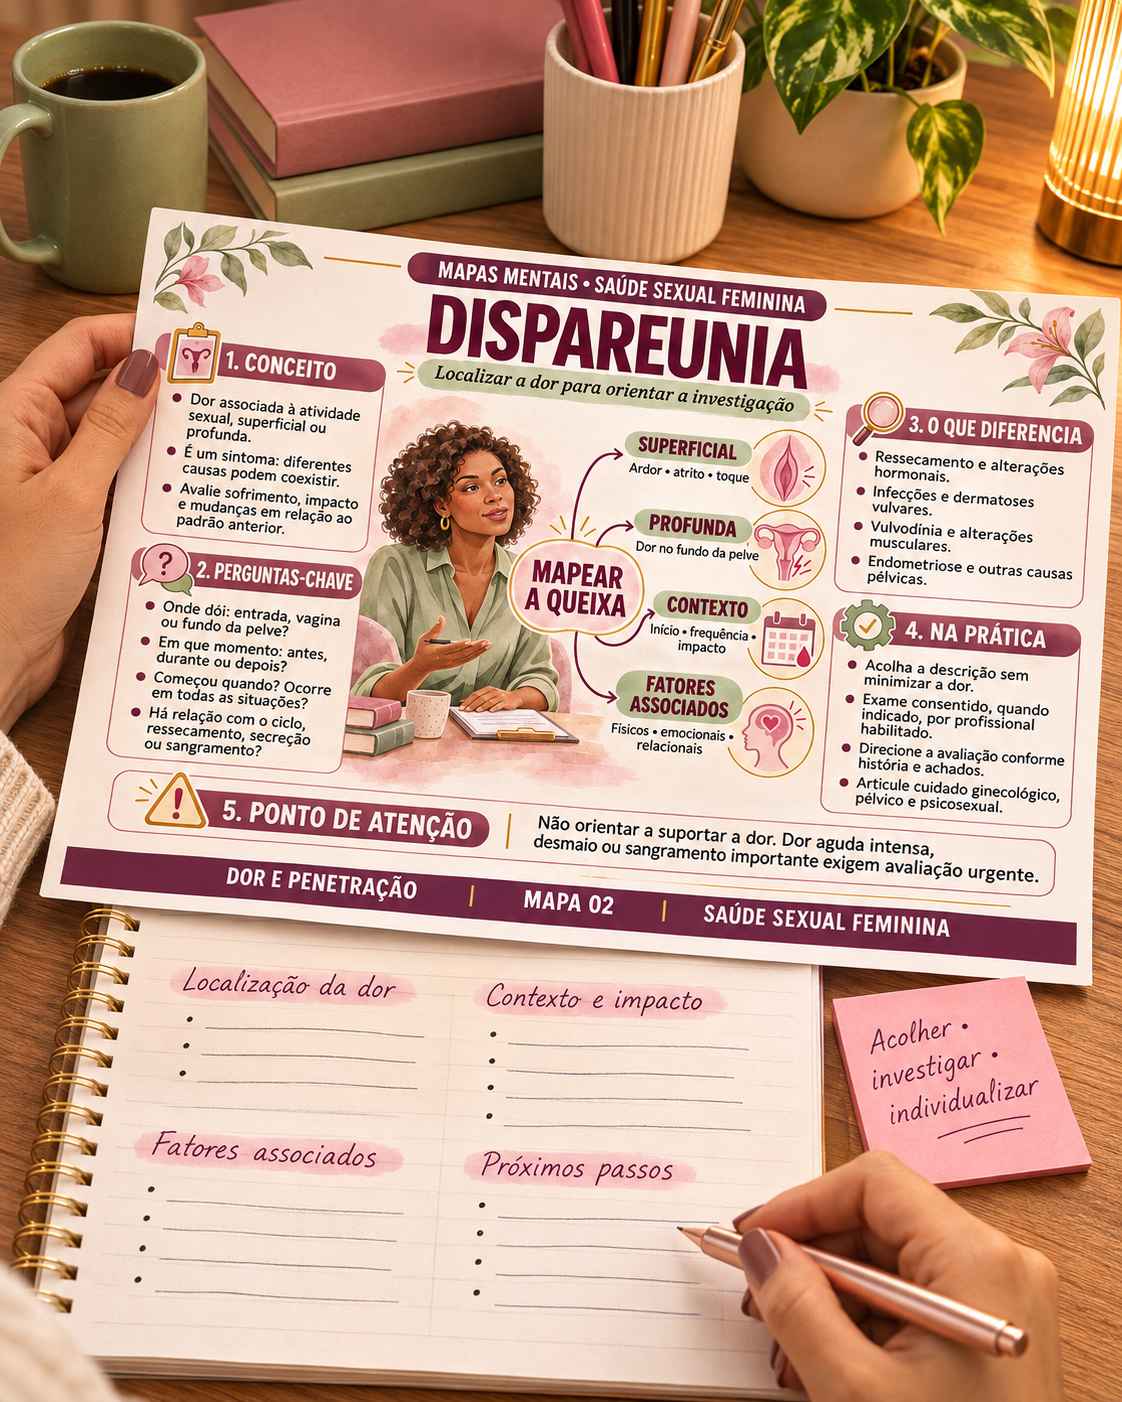 MAPAS MENTAIS • SAÚDE SEXUAL FEMININA
DISPAREUNIA
Localizar a dor para orientar a investigação
1. CONCEITO
• Dor associada à atividade
sexual, superficial ou
profunda.
• É um sintoma: diferentes
causas podem coexistir.
• Avalie sofrimento, impacto
e mudanças em relação ao
padrão anterior.
2. PERGUNTAS-CHAVE
• Onde dói: entrada, vagina
ou fundo da pelve?
• Em que momento: antes,
durante ou depois?
• Começou quando? Ocorre
em todas as situações?
• Há relação com o ciclo,
ressecamento, secreção
ou sangramento?
MAPEAR
A QUEIXA
SUPERFICIAL
Ardor • atrito • toque
PROFUNDA
Dor no fundo da pelve
CONTEXTO
Início • frequência •
impacto
FATORES
ASSOCIADOS
Físicos • emocionais •
relacionais
3. O QUE DIFERENCIA
• Ressecamento e alterações
hormonais.
• Infecções e dermatoses
vulvares.
• Vulvodínia e alterações
musculares.
• Endometriose e outras causas
pélvicas.
4. NA PRÁTICA
• Acolha a descrição sem
minimizar a dor.
• Exame consentido, quando
indicado, por profissional
habilitado.
• Direcione a avaliação conforme
história e achados.
• Articule cuidado ginecológico,
pélvico e psicosexual.
5. PONTO DE ATENÇÃO
Não orientar a suportar a dor. Dor aguda intensa,
desmaio ou sangramento importante exigem avaliação urgente.
DOR E PENETRAÇÃO | MAPA 02 | SAÚDE SEXUAL FEMININA
Localização da dor
Contexto e impacto
Fatores associados
Próximos passos
Acolher •
investigar •
individualizar